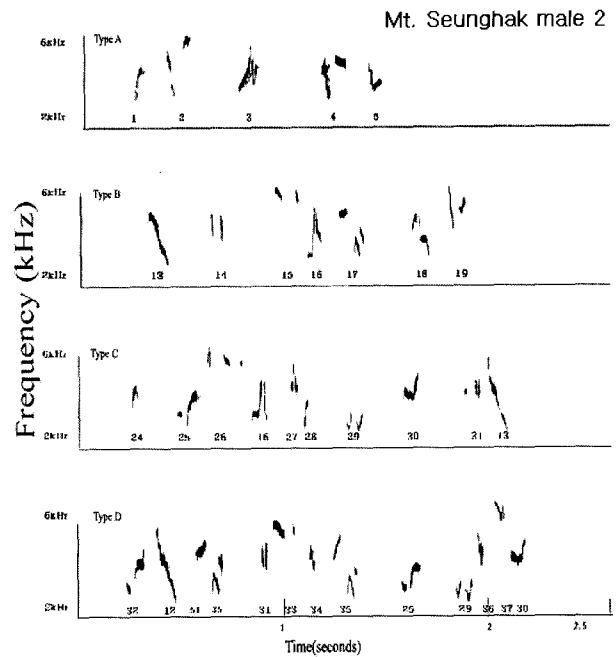 Mt. Seunghak male 2
Frequency (kHz)
6kHz Type A
2kHz 1 2 3 4 5
6kHz Type B
2kHz 13 14 15 16 17 18 19
6kHz Type C
2kHz 24 25 26 16 27 28 29 30 31 13
6kHz Type D
2kHz 32 12 51 35 31 33 34 35 25 29 36 37 30
1 2 2.5
Time(seconds)